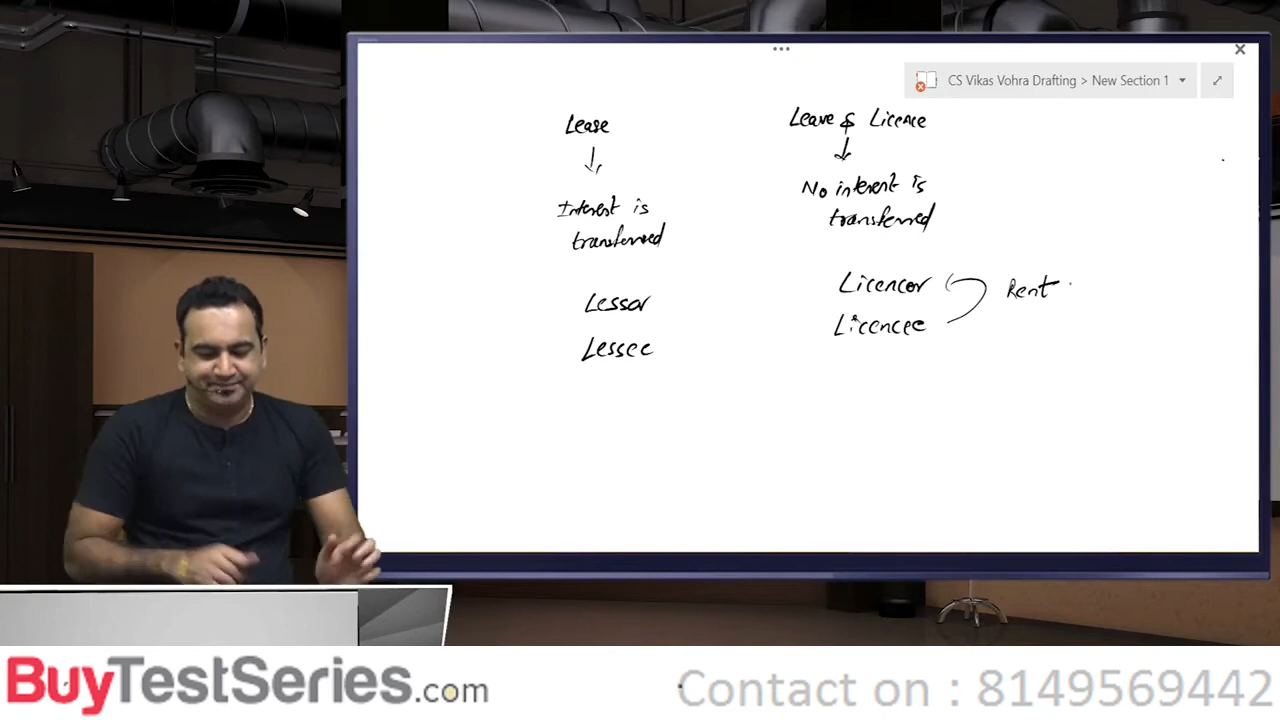 CS Vikas Vohra Drafting > New Section 1
Lease
Leave & Licence
Interest is
transferred
No interest is
transferred
Lessor
Lessee
Licencor
Licencee
Rent
BuyTestSeries.com
Contact on : 8149569442